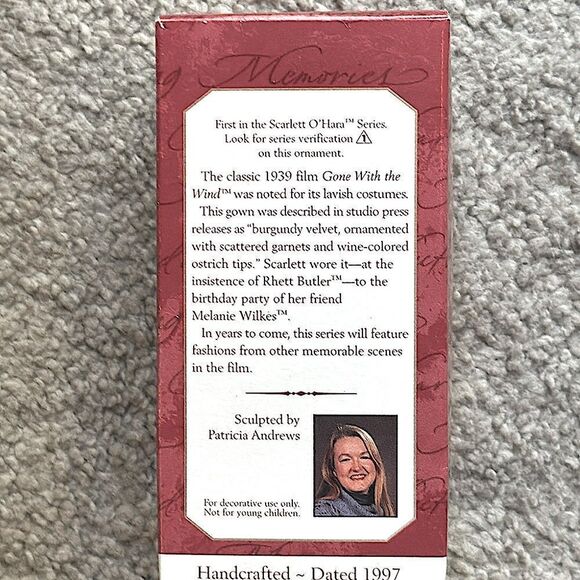 Memories
First in the Scarlett O'Hara™ Series.
Look for series verification 1
on this ornament.
The classic 1939 film Gone With the
Wind™ was noted for its lavish costumes.
This gown was described in studio press
releases as "burgundy velvet, ornamented
with scattered garnets and wine-colored
ostrich tips." Scarlett wore it—at the
insistence of Rhett Butler™—to the
birthday party of her friend
Melanie Wilkes™.
In years to come, this series will feature
fashions from other memorable scenes
in the film.
Sculpted by
Patricia Andrews
For decorative use only.
Not for young children.
Handcrafted ~ Dated 1997